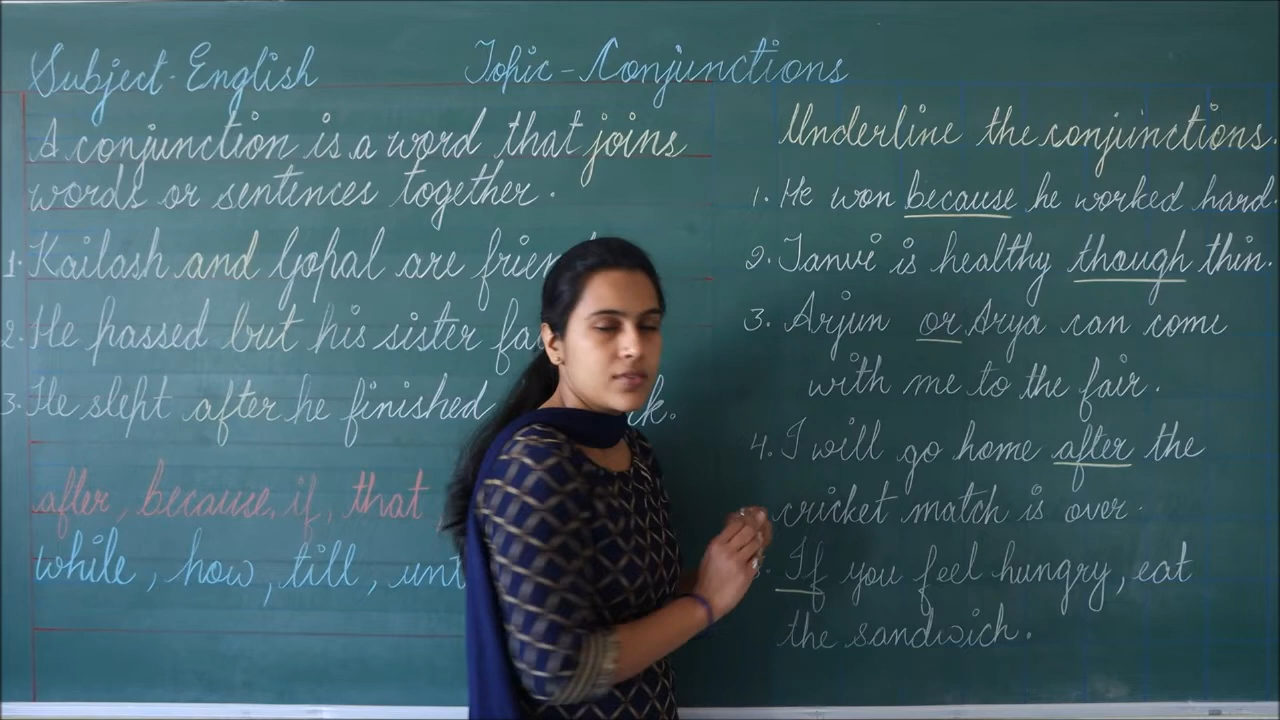 Subject-English
Topic-Conjunctions
A conjunction is a word that joins
words or sentences together.
1. Kailash and Gopal are
2. He passed but his sister
3. He slept after he finished
after, because, if, that
while, how, till,
Underline the conjunctions.
1. He won because he worked hard.
2. Tanvi is healthy though thin.
3. Arjun or Arya can come
with me to the fair.
4. I will go home after the
cricket match is over.
If you feel hungry, eat
the sandwich.